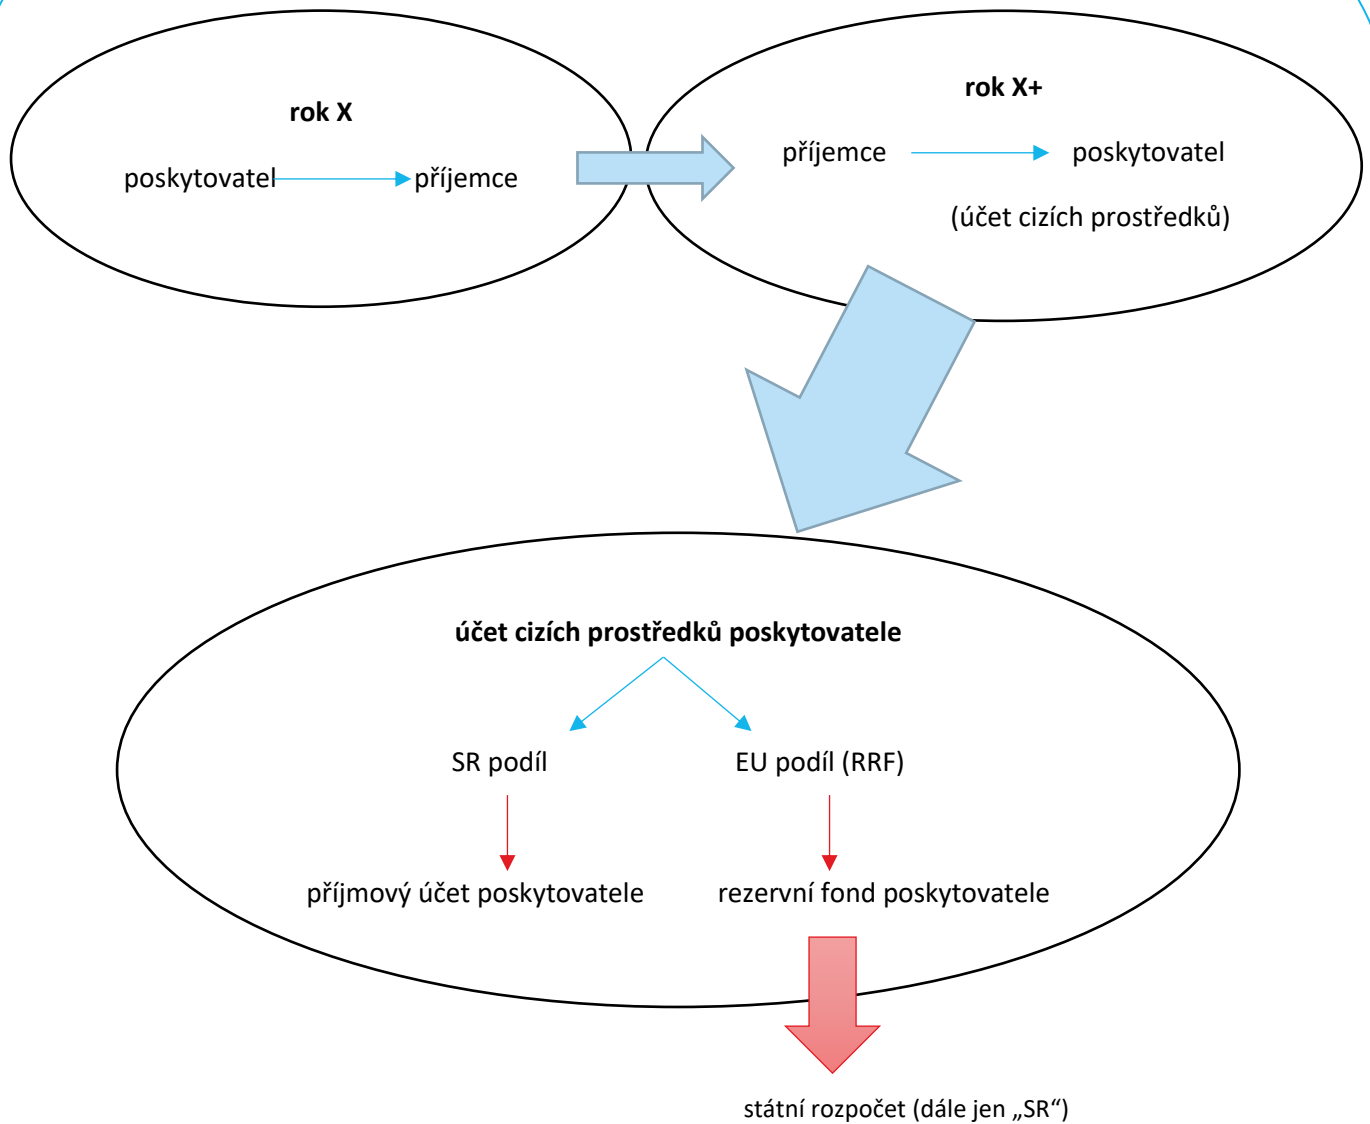 rok X
poskytovatel příjemce
rok X+
příjemce poskytovatel
(účet cizích prostředků)
účet cizích prostředků poskytovatele
SR podíl EU podíl (RRF)
příjmový účet poskytovatele rezervní fond poskytovatele
státní rozpočet (dále jen „SR“)